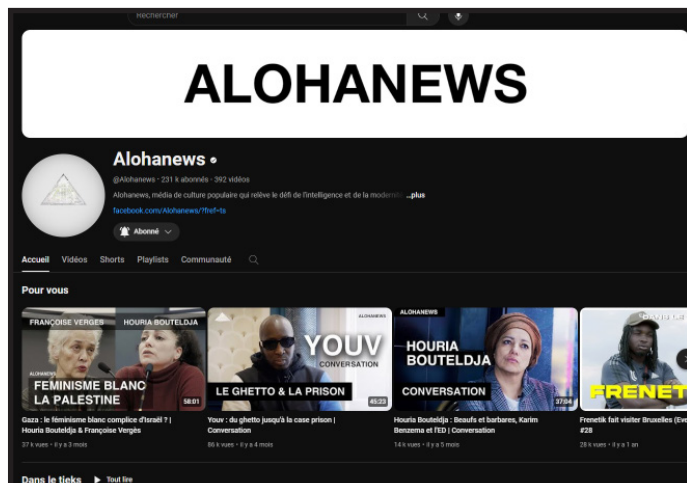 Rechercher
ALOHANEWS
Alohanews
@Alohanews · 231 k abonnés · 392 vidéos
Alohanews, média de culture populaire qui relève le défi de l'intelligence et de la modernité ...plus
facebook.com/Alohanews/?fref=ts
Abonné
Accueil Vidéos Shorts Playlists Communauté
Pour vous
FRANÇOISE VERGES HOURIA BOUTELDJA
ALOHANEWS
FEMINISME BLANC
LA PALESTINE
58:01
ALOHANEWS
YOUV
CONVERSATION
LE GHETTO & LA PRISON
45:23
ALOHANEWS
HOURIA
BOUTELDJA
CONVERSATION
37:04
FRENET
Gaza : le féminisme blanc complice d'Israël ? |
Houria Bouteldja & Françoise Vergès
37 k vues · il y a 3 mois
Youv : du ghetto jusqu'à la case prison |
Conversation
86 k vues · il y a 4 mois
Houria Bouteldja : Beaufs et barbares, Karim
Benzema et l'ED | Conversation
14 k vues · il y a 5 mois
Frenetik fait visiter Bruxelles (Eve
#28
28 k vues · il y a 1 an
Dans le tieks Tout lire